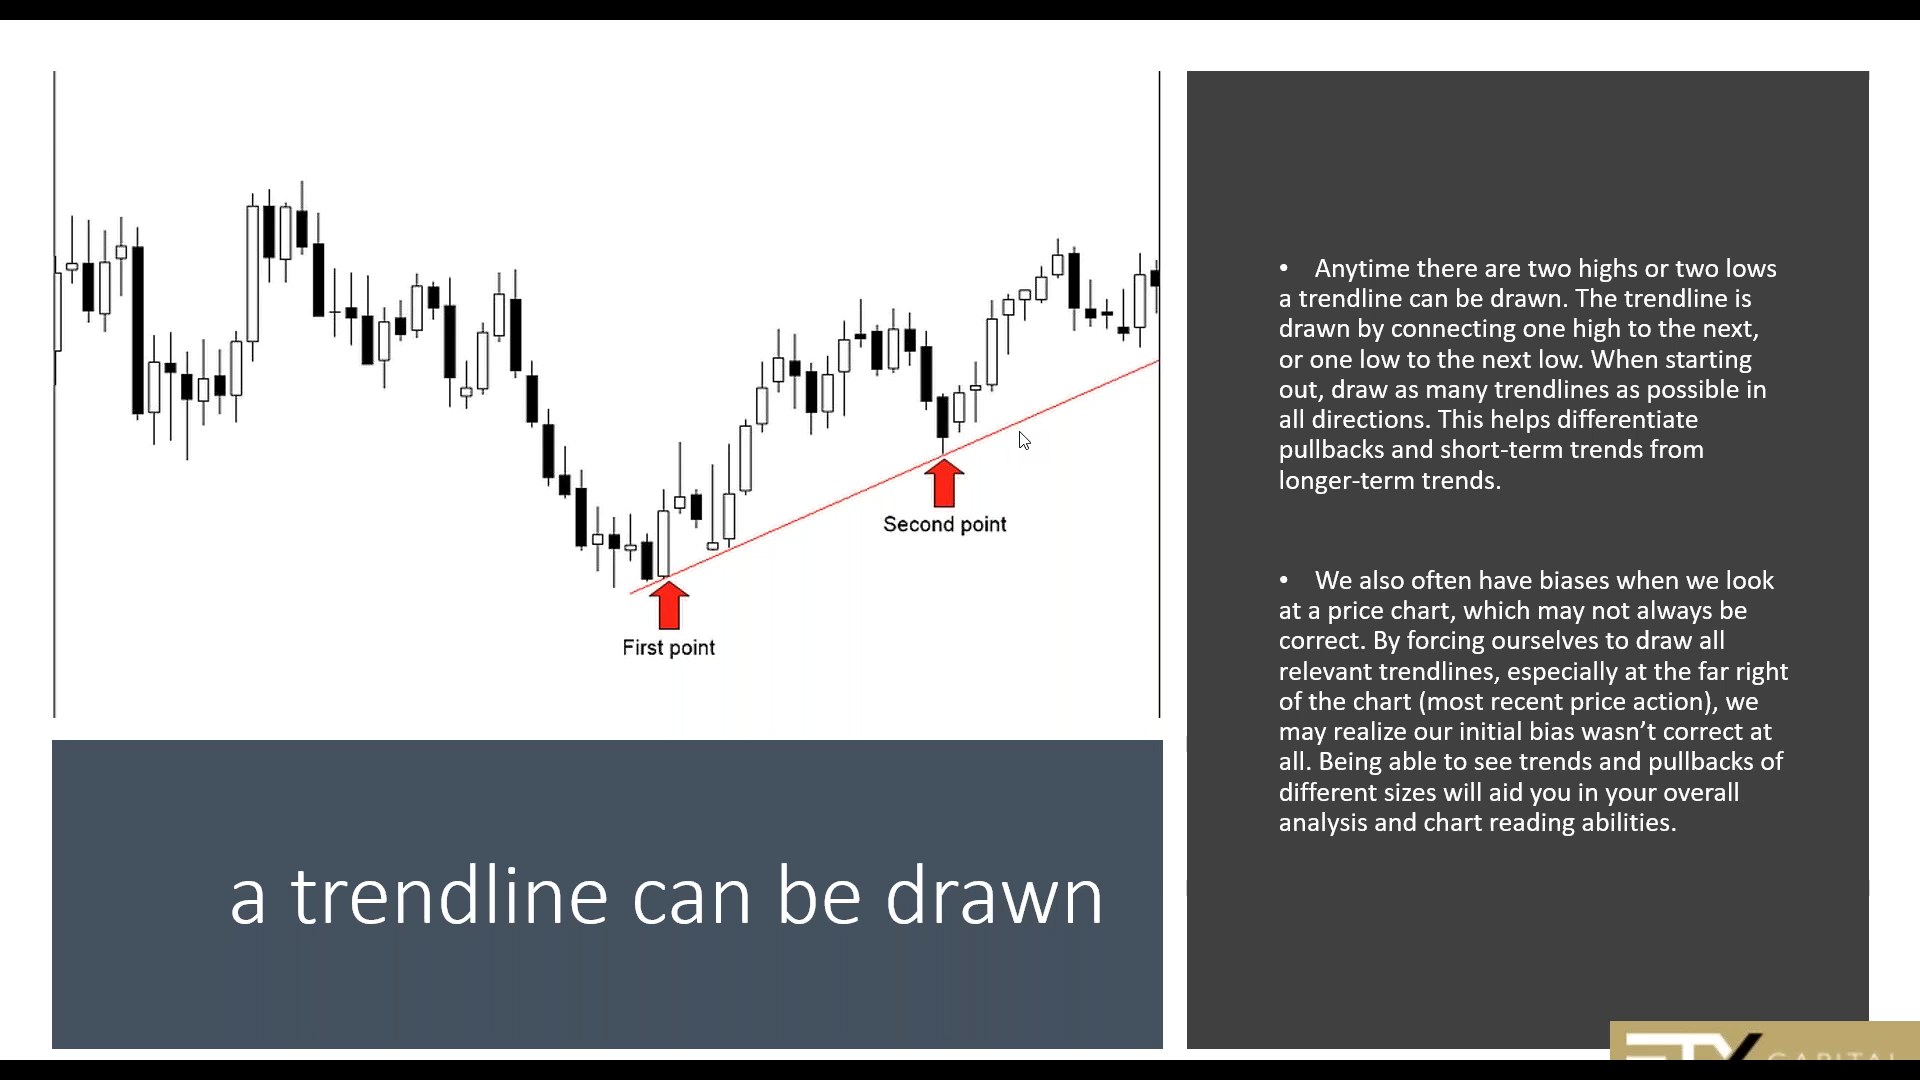 Second point
First point
a trendline can be drawn
• Anytime there are two highs or two lows
a trendline can be drawn. The trendline is
drawn by connecting one high to the next,
or one low to the next low. When starting
out, draw as many trendlines as possible in
all directions. This helps differentiate
pullbacks and short-term trends from
longer-term trends.
• We also often have biases when we look
at a price chart, which may not always be
correct. By forcing ourselves to draw all
relevant trendlines, especially at the far right
of the chart (most recent price action), we
may realize our initial bias wasn’t correct at
all. Being able to see trends and pullbacks of
different sizes will aid you in your overall
analysis and chart reading abilities.
CAPITAL